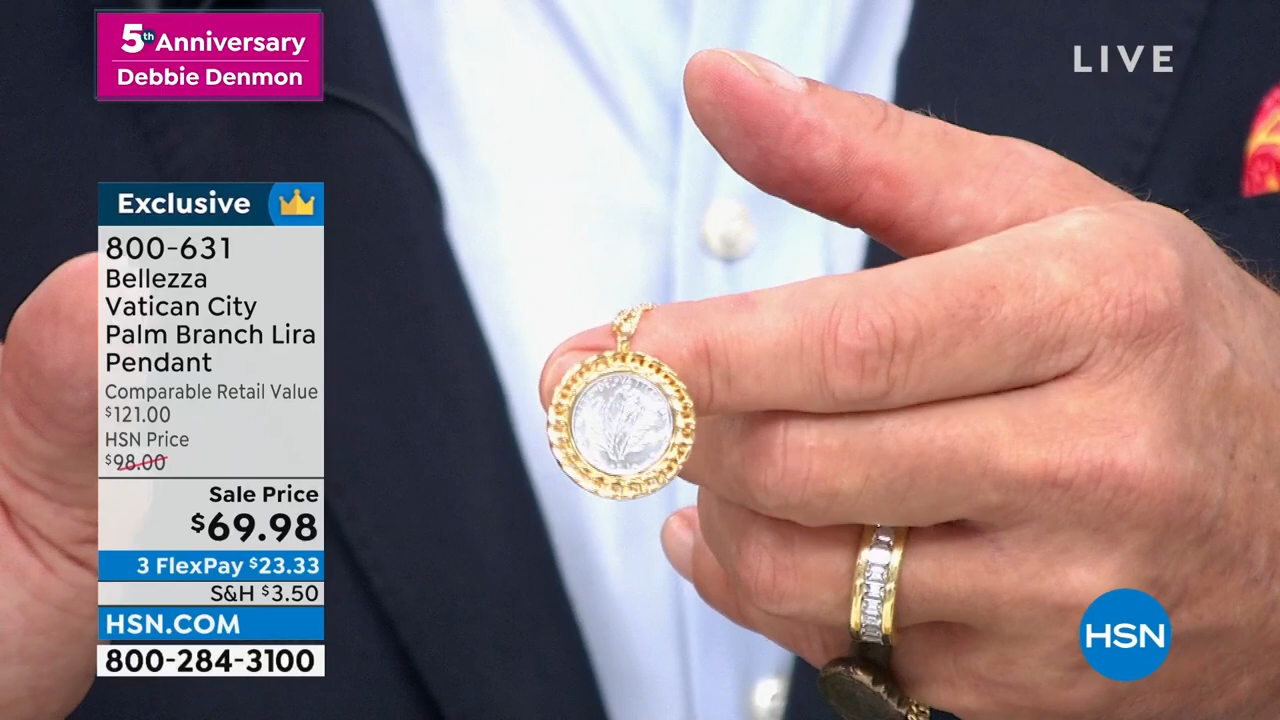 5th Anniversary
Debbie Denmon
LIVE
Exclusive
800-631
Bellezza
Vatican City
Palm Branch Lira
Pendant
Comparable Retail Value
$121.00
HSN Price
$98.00
Sale Price
$69.98
3 FlexPay $23.33
S&H $3.50
HSN.COM
800-284-3100
HSN